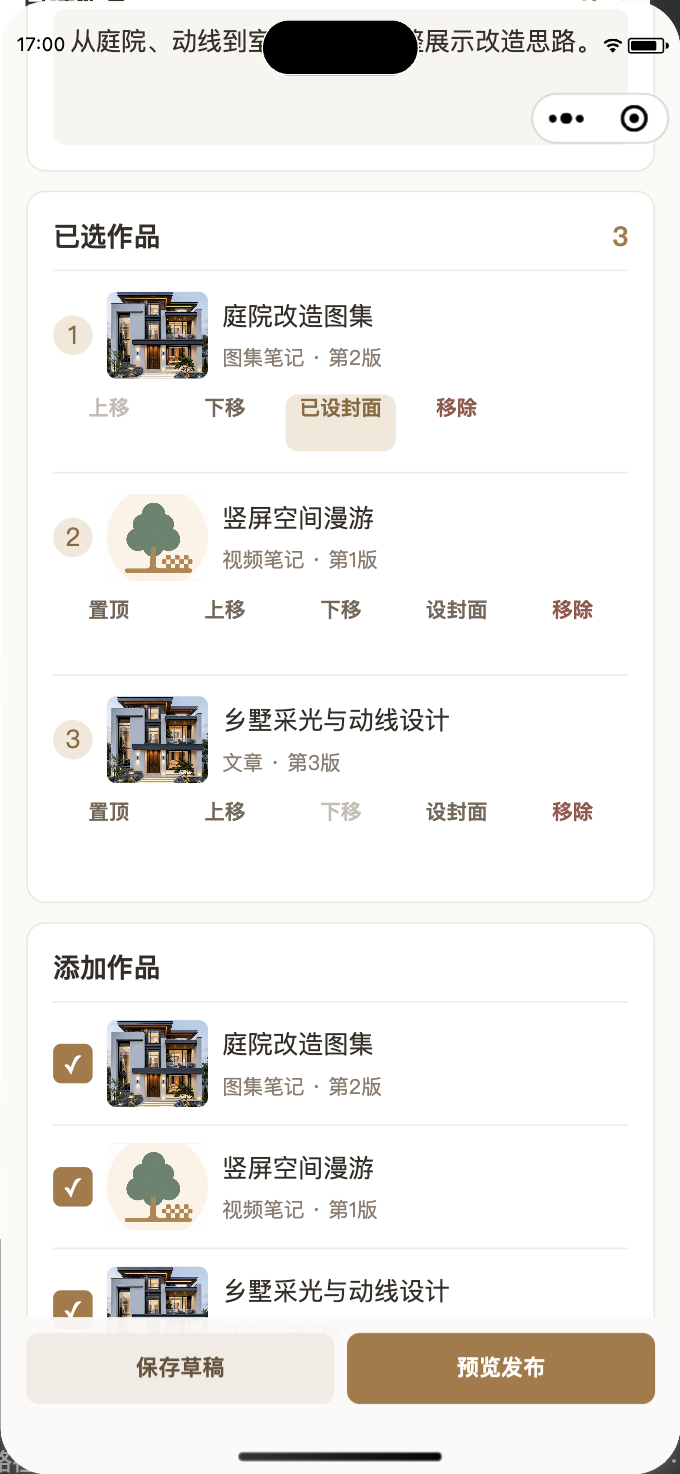 17:00 从庭院、动线到室 整展示改造思路。
已选作品 3
1 庭院改造图集
图集笔记 · 第2版
上移 下移 已设封面 移除
2 竖屏空间漫游
视频笔记 · 第1版
置顶 上移 下移 设封面 移除
3 乡墅采光与动线设计
文章 · 第3版
置顶 上移 下移 设封面 移除
添加作品
庭院改造图集
图集笔记 · 第2版
竖屏空间漫游
视频笔记 · 第1版
乡墅采光与动线设计
保存草稿 预览发布